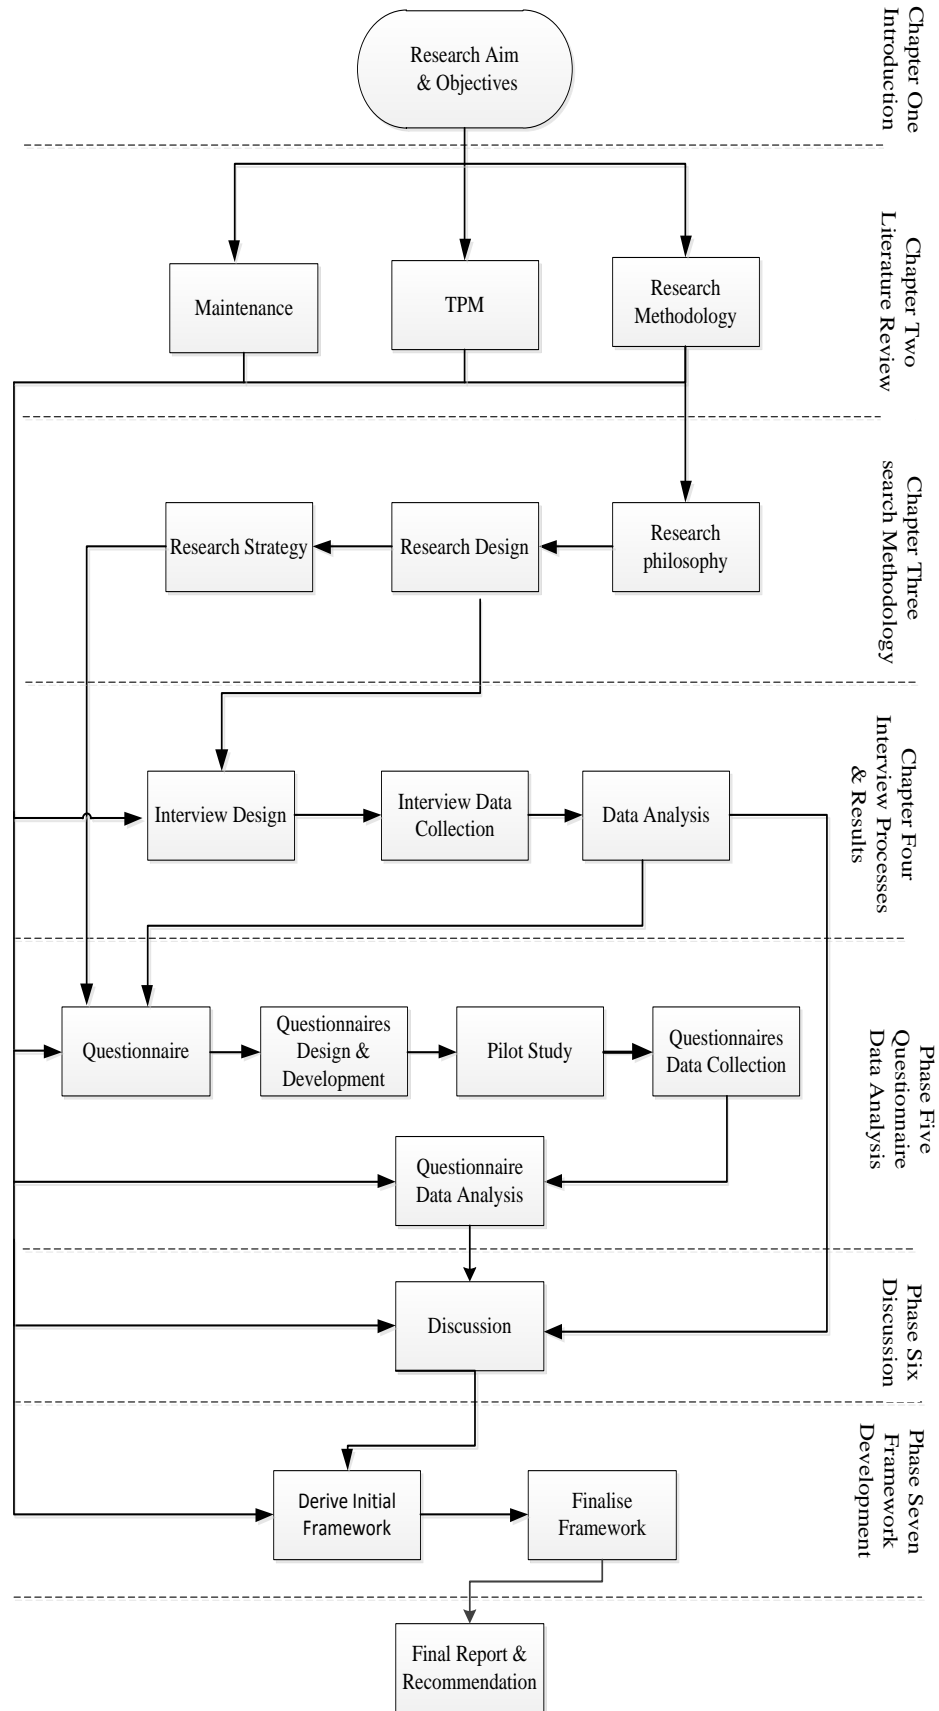 Research Aim
& Objectives
Chapter One
Introduction
Maintenance
TPM
Research
Methodology
Chapter Two
Literature Review
Research Strategy
Research Design
Research
philosophy
Chapter Three
search Methodology
Interview Design
Interview Data
Collection
Data Analysis
Chapter Four
Interview Processes
& Results
Questionnaire
Questionnaires
Design &
Development
Pilot Study
Questionnaires
Data Collection
Questionnaire
Data Analysis
Phase Five
Questionnaire
Data Analysis
Discussion
Phase Six
Discussion
Derive Initial
Framework
Finalise
Framework
Phase Seven
Framework
Development
Final Report &
Recommendation